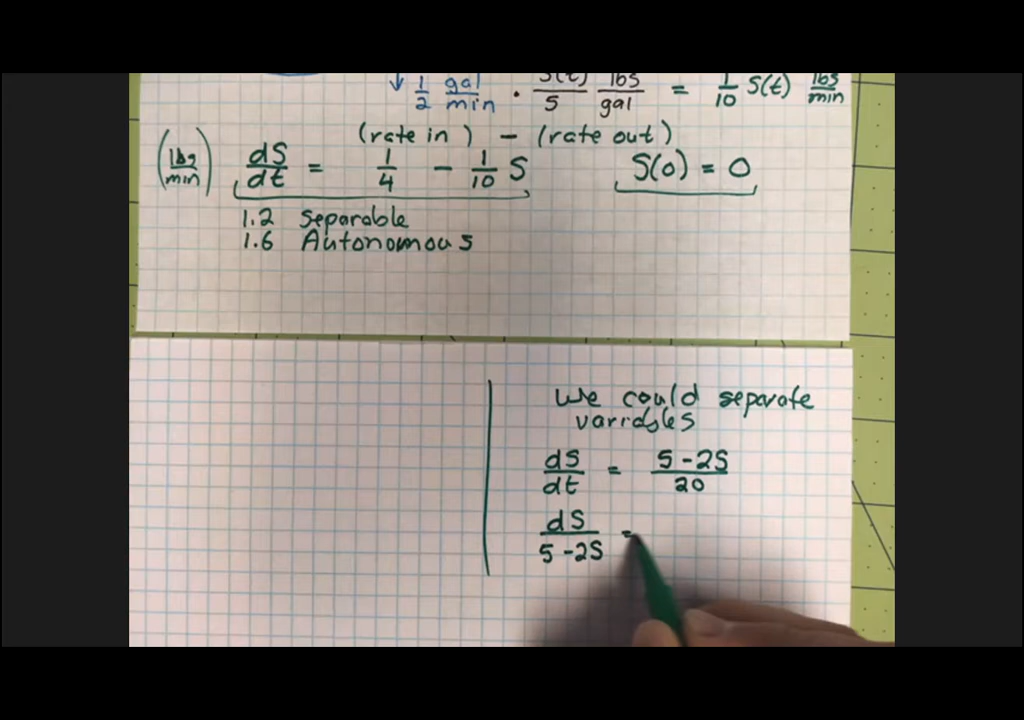 ↓ 1/2 gal/min · S(t)/5 lbs/gal = 1/10 S(t) lbs/min
(rate in) - (rate out)
(lbs/min) dS/dt = 1/4 - 1/10 S S(0) = 0
1.2 Separable
1.6 Autonomous
We could separate
variables
dS/dt = 5-2S/20
dS/5-2S =